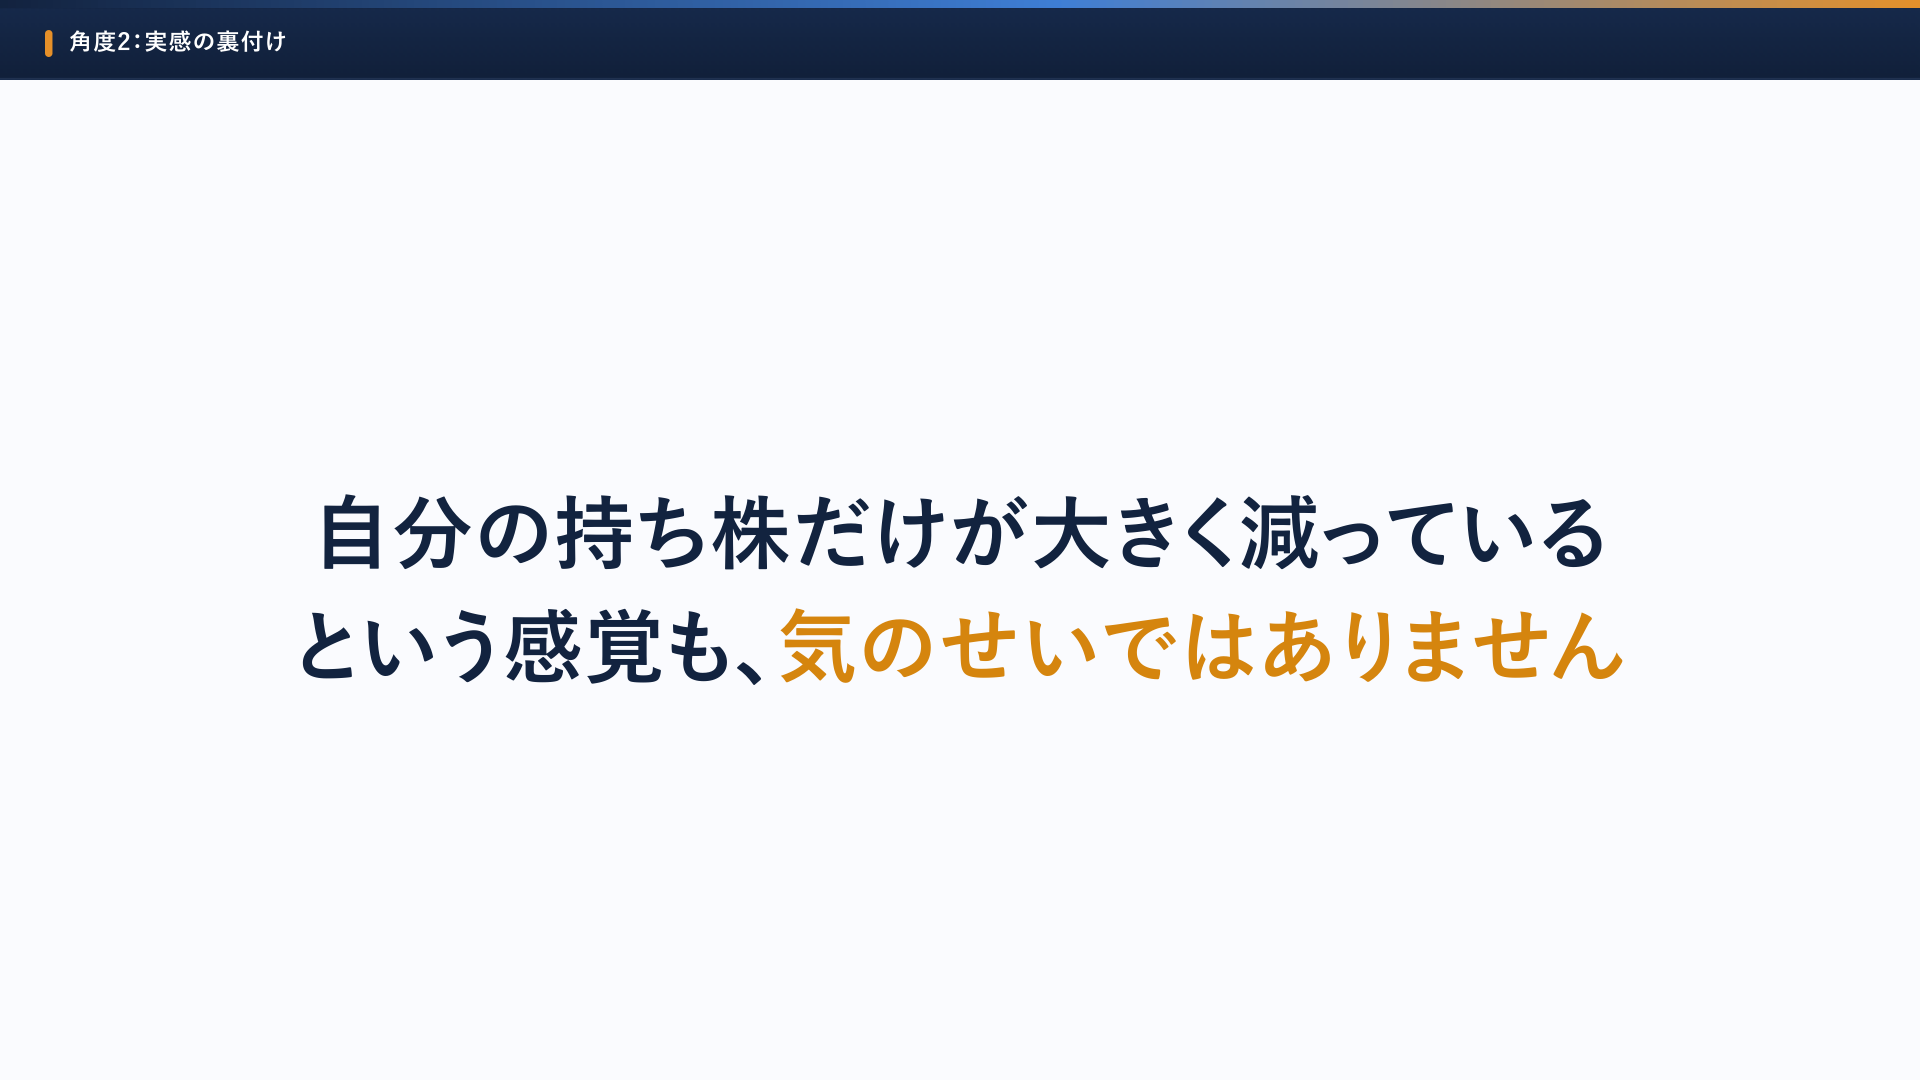 角度2：実感の裏付け
自分の持ち株だけが大きく減っている
という感覚も、気のせいではありません